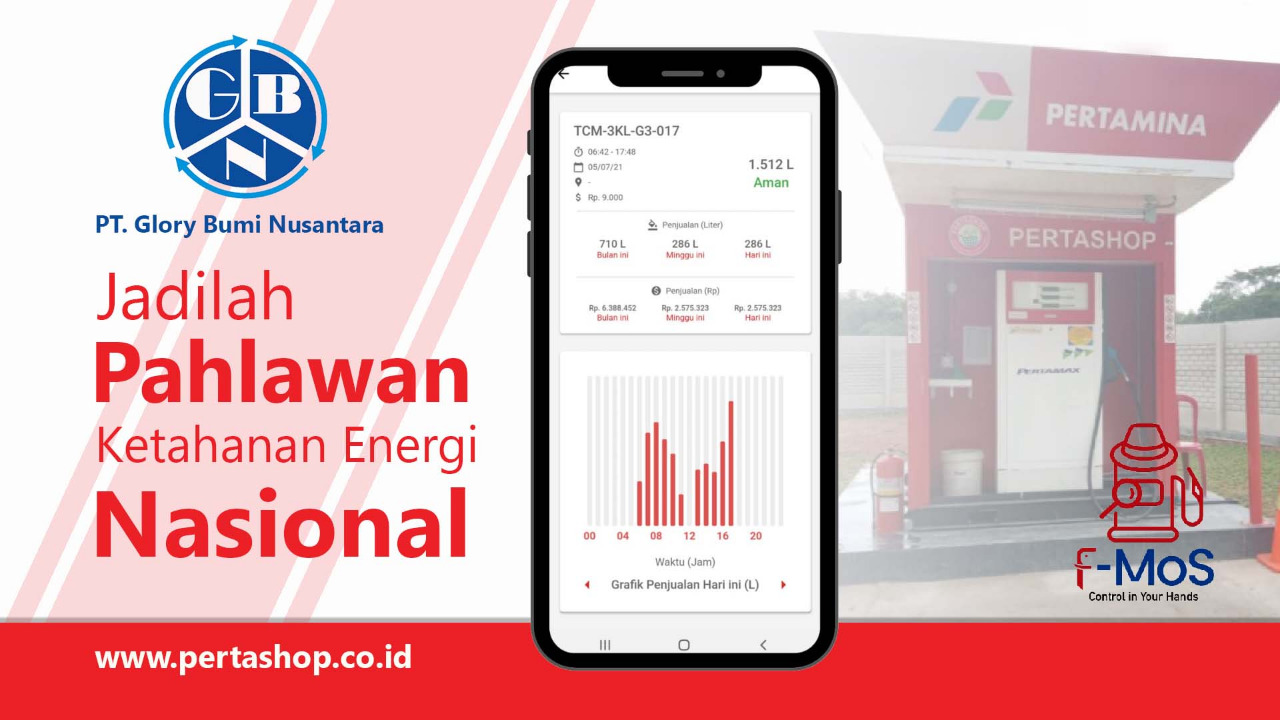 GBN
PT. Glory Bumi Nusantara
Jadilah
Pahlawan
Ketahanan Energi
Nasional
www.pertashop.co.id
TCM-3KL-G3-017
06:42 - 17:48
05/07/21
-
Rp. 9.000
1.512 L
Aman
Penjualan (Liter)
710 L 286 L 286 L
Bulan ini Minggu ini Hari ini
Penjualan (Rp)
Rp. 6.388.452 Rp. 2.575.323 Rp. 2.575.323
Bulan ini Minggu ini Hari ini
00 04 08 12 16 20
Waktu (Jam)
Grafik Penjualan Hari ini (L)
PERTAMINA
PERTASHOP -
PERTAMAX
f-MoS
Control in Your Hands